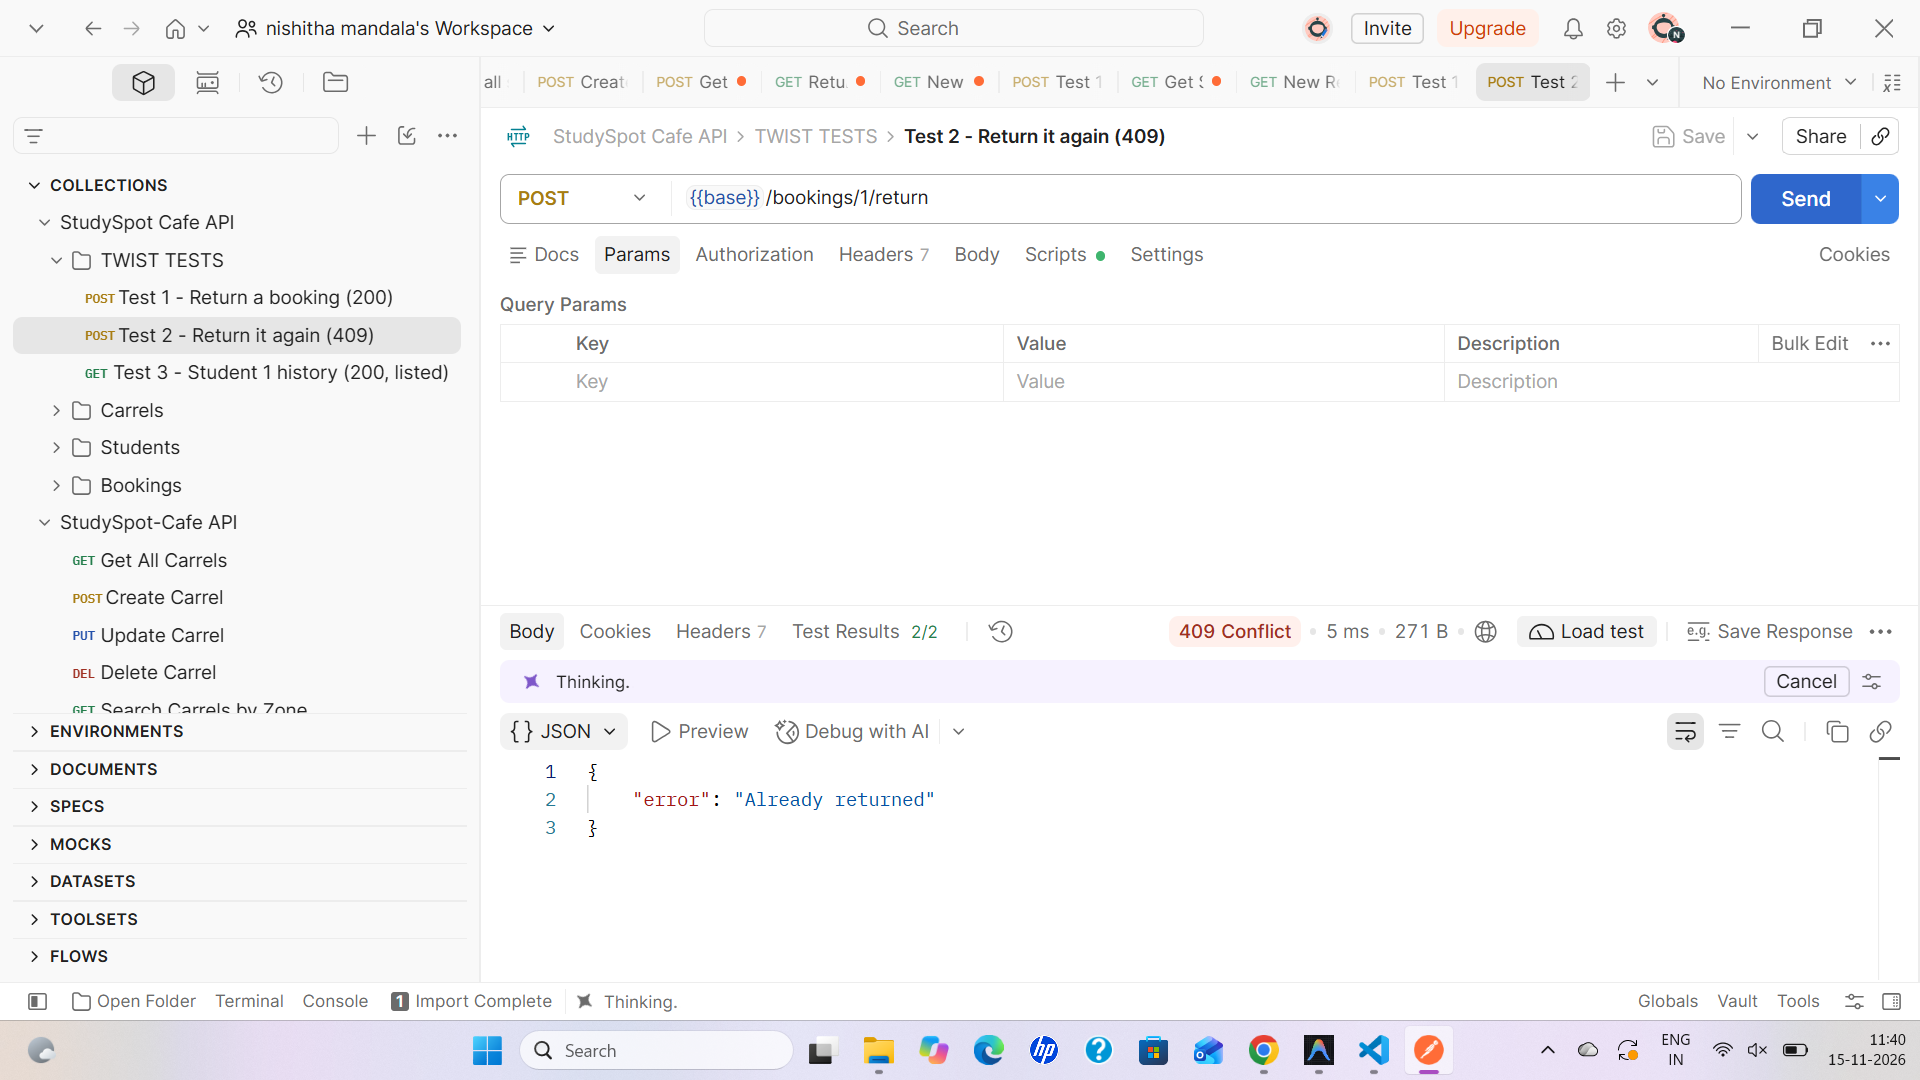 nishitha mandala's Workspace
Search
Invite
Upgrade
N
all
POST Creat
POST Get
GET Retu.
GET New
POST Test 1
GET Get S
GET New Re
POST Test 1
POST Test 2
No Environment
HTTP
StudySpot Cafe API > TWIST TESTS > Test 2 - Return it again (409)
Save
Share
COLLECTIONS
StudySpot Cafe API
TWIST TESTS
POST Test 1 - Return a booking (200)
POST Test 2 - Return it again (409)
GET Test 3 - Student 1 history (200, listed)
Carrels
Students
Bookings
StudySpot-Cafe API
GET Get All Carrels
POST Create Carrel
PUT Update Carrel
DEL Delete Carrel
GET Search Carrels by Zone
ENVIRONMENTS
DOCUMENTS
SPECS
MOCKS
DATASETS
TOOLSETS
FLOWS
POST
{{base}}/bookings/1/return
Send
Docs
Params
Authorization
Headers 7
Body
Scripts
Settings
Cookies
Query Params
Key
Value
Description
Bulk Edit
Key
Value
Description
Body
Cookies
Headers 7
Test Results 2/2
409 Conflict
5 ms
271 B
Load test
e.g. Save Response
Thinking.
Cancel
{} JSON
Preview
Debug with AI
1 {
2 "error": "Already returned"
3 }
Open Folder
Terminal
Console
1 Import Complete
Thinking.
Globals
Vault
Tools
Search
hp
ENG
IN
11:40
15-11-2026